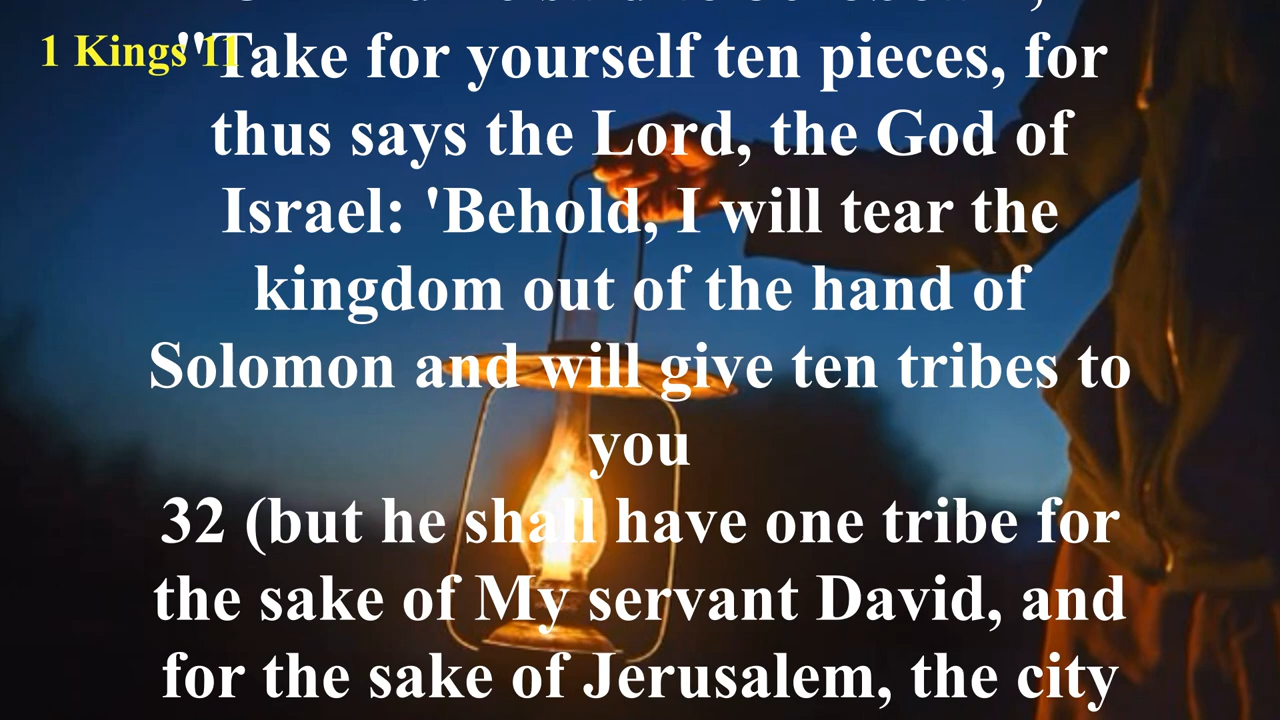 1 Kings 11
"Take for yourself ten pieces, for
thus says the Lord, the God of
Israel: 'Behold, I will tear the
kingdom out of the hand of
Solomon and will give ten tribes to
you
32 (but he shall have one tribe for
the sake of My servant David, and
for the sake of Jerusalem, the city